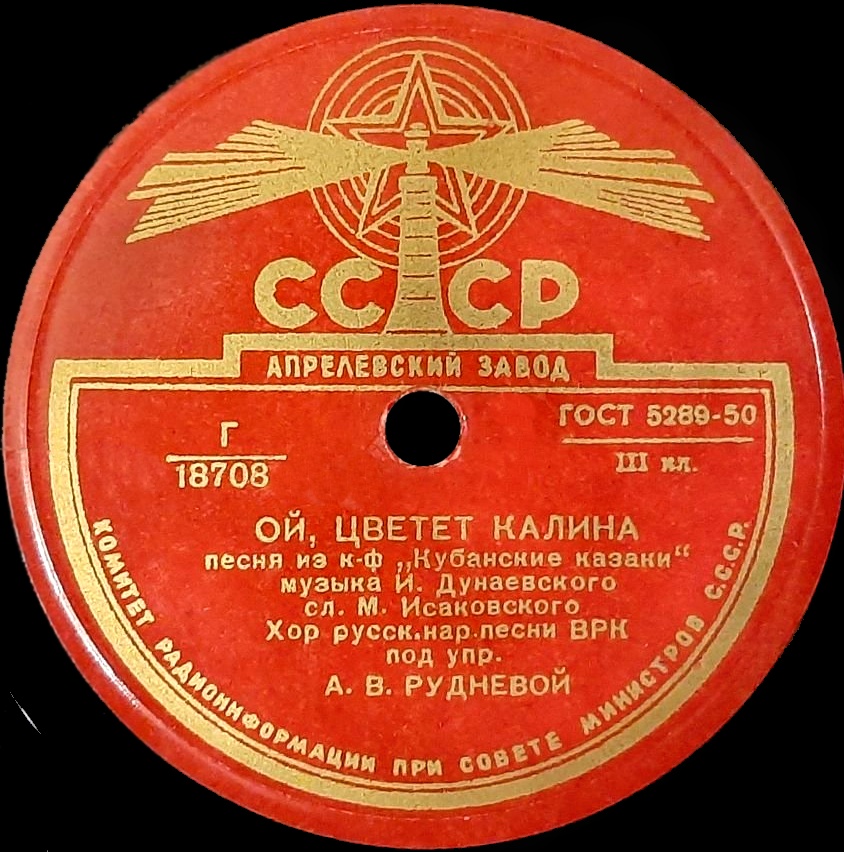 СССР
АПРЕЛЕВСКИЙ ЗАВОД
Г
18708
ГОСТ 5289-50
III кл.
ОЙ, ЦВЕТЕТ КАЛИНА
песня из к-ф „Кубанские казаки“
музыка И. Дунаевского
сл. М. Исаковского
Хор русск.нар.песни ВРК
под упр.
А. В. РУДНЕВОЙ
КОМИТЕТ РАДИОИНФОРМАЦИИ ПРИ СОВЕТЕ МИНИСТРОВ С.С.С.Р.